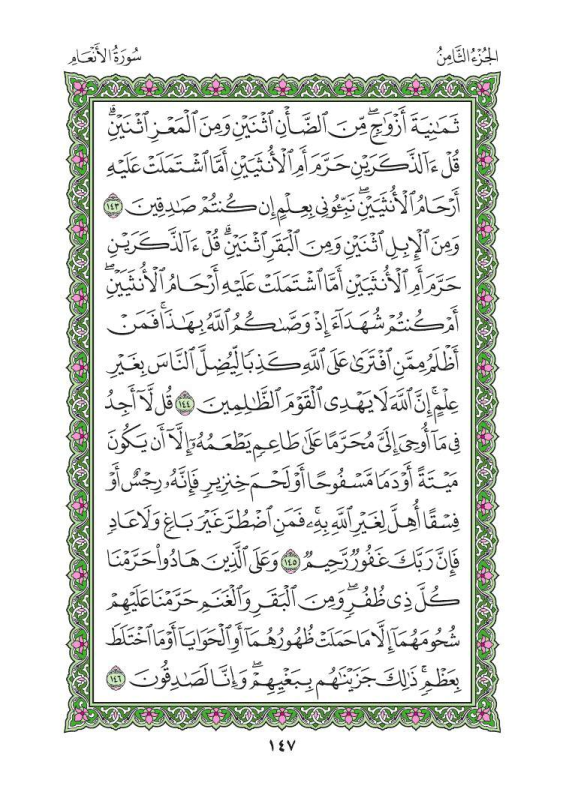 الجُزْءُ الثَّامِنُ
سُورَةُ الأَنْعَامِ
ثَمَٰنِيَةَ أَزْوَٰجٖۖ مِّنَ ٱلضَّأۡنِ ٱثۡنَيۡنِ وَمِنَ ٱلۡمَعۡزِ ٱثۡنَيۡنِۗ
قُلۡ ءَآلذَّكَرَيۡنِ حَرَّمَ أَمِ ٱلۡأُنثَيَيۡنِ أَمَّا ٱشۡتَمَلَتۡ عَلَيۡهِ
أَرۡحَامُ ٱلۡأُنثَيَيۡنِۖ نَبِّـُٔونِي بِعِلۡمٍ إِن كُنتُمۡ صَٰدِقِينَ ١٤٣
وَمِنَ ٱلۡإِبِلِ ٱثۡنَيۡنِ وَمِنَ ٱلۡبَقَرِ ٱثۡنَيۡنِۗ قُلۡ ءَآلذَّكَرَيۡنِ
حَرَّمَ أَمِ ٱلۡأُنثَيَيۡنِ أَمَّا ٱشۡتَمَلَتۡ عَلَيۡهِ أَرۡحَامُ ٱلۡأُنثَيَيۡنِۖ
أَمۡ كُنتُمۡ شُهَدَآءَ إِذۡ وَصَّىٰكُمُ ٱللَّهُ بِهَٰذَاۚ فَمَنۡ
أَظۡلَمُ مِمَّنِ ٱفۡتَرَىٰ عَلَى ٱللَّهِ كَذِبٗا لِّيُضِلَّ ٱلنَّاسَ بِغَيۡرِ
عِلۡمٍۚ إِنَّ ٱللَّهَ لَا يَهۡدِي ٱلۡقَوۡمَ ٱلظَّٰلِمِينَ ١٤٤ قُل لَّآ أَجِدُ
فِي مَآ أُوحِيَ إِلَيَّ مُحَرَّمًا عَلَىٰ طَاعِمٖ يَطۡعَمُهُۥٓ إِلَّآ أَن يَكُونَ
مَيۡتَةً أَوۡ دَمٗا مَّسۡفُوحًا أَوۡ لَحۡمَ خِنزِيرٖ فَإِنَّهُۥ رِجۡسٌ أَوۡ
فِسۡقًا أُهِلَّ لِغَيۡرِ ٱللَّهِ بِهِۦۚ فَمَنِ ٱضۡطُرَّ غَيۡرَ بَاغٖ وَلَا عَادٖ
فَإِنَّ رَبَّكَ غَفُورٞ رَّحِيمٞ ١٤٥ وَعَلَى ٱلَّذِينَ هَادُواْ حَرَّمۡنَا
كُلَّ ذِي ظُفُرٖۖ وَمِنَ ٱلۡبَقَرِ وَٱلۡغَنَمِ حَرَّمۡنَا عَلَيۡهِمۡ
شُحُومَهُمَآ إِلَّا مَا حَمَلَتۡ ظُهُورُهُمَآ أَوِ ٱلۡحَوَايَآ أَوۡ مَا ٱخۡتَلَطَ
بِعَظۡمٖۚ ذَٰلِكَ جَزَيۡنَٰهُم بِبَغۡيِهِمۡۖ وَإِنَّا لَصَٰدِقُونَ ١٤٦
١٤٧